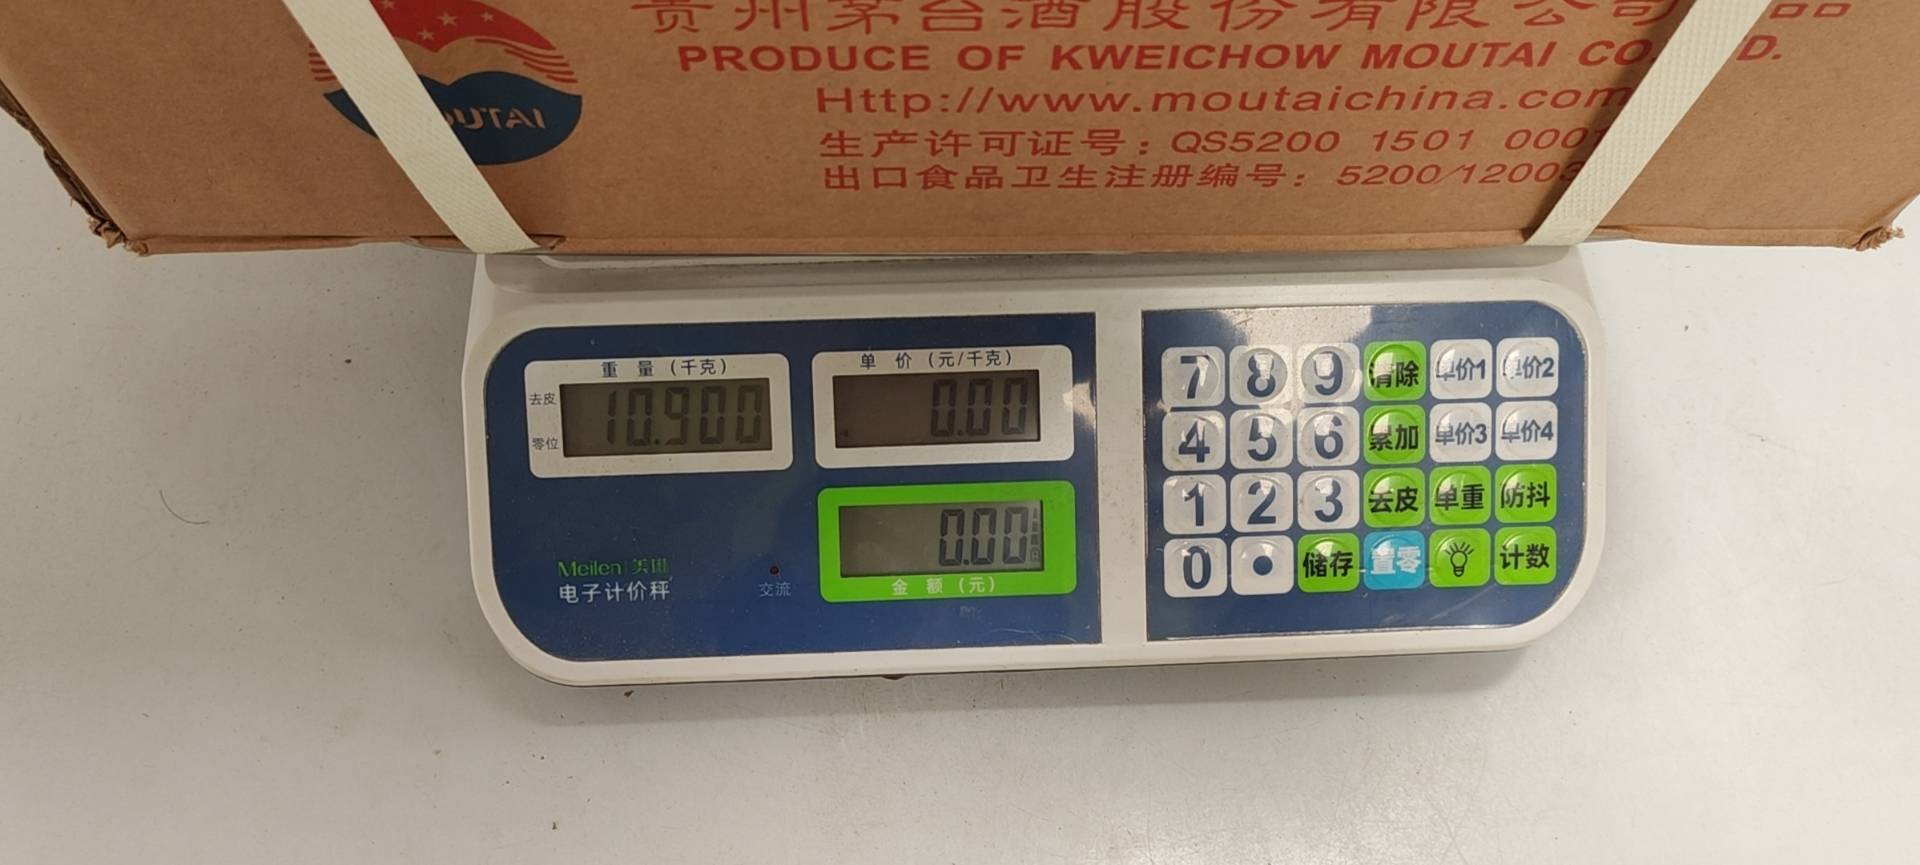 贵州茅台酒股份有限公司
PRODUCE OF KWEICHOW MOUTAI CO. D.
Http://www.moutaichina.com
生产许可证号：QS5200 1501 0001
出口食品卫生注册编号：5200/12003
MOUTAI
重 量（千克）
去皮
零位
10.900
单 价（元/千克）
0.00
0.00
金 额（元）
Meilen 美琳
电子计价秤
交流
7 8 9 清除 单价1 单价2
4 5 6 累加 单价3 单价4
1 2 3 去皮 单重 防抖
0 . 储存 置零 计数